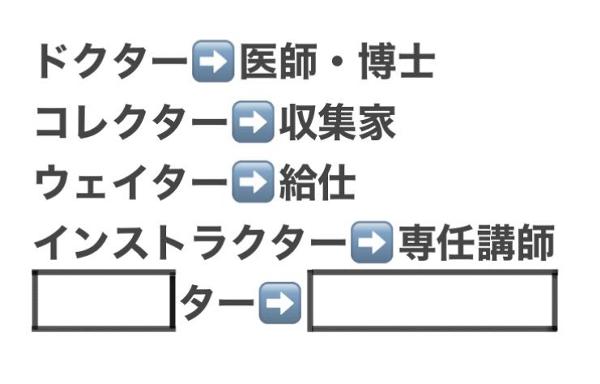 ドクター➡️医師・博士
コレクター➡️収集家
ウェイター➡️給仕
インストラクター➡️専任講師
ター➡️